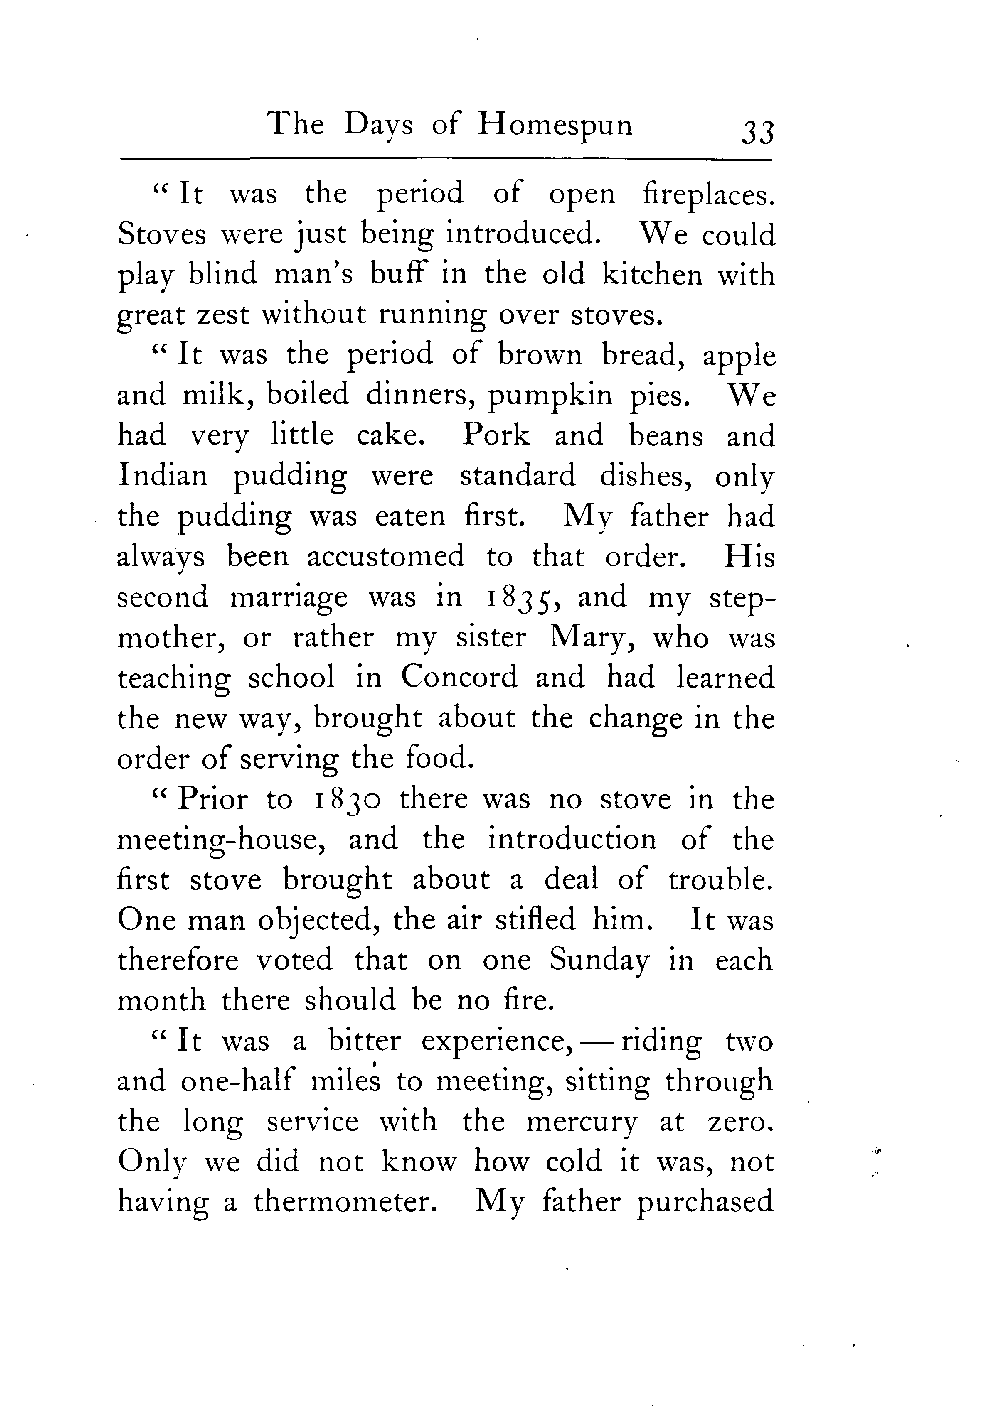 The Days of Homespun 33
“ It was the period of open fireplaces.
Stoves were just being introduced. We could
play blind man’s buff in the old kitchen with
great zest without running over stoves.
“ It was the period of brown bread, apple
and milk, boiled dinners, pumpkin pies. We
had very little cake. Pork and beans and
Indian pudding were standard dishes, only
the pudding was eaten first. My father had
always been accustomed to that order. His
second marriage was in 1835, and my step-
mother, or rather my sister Mary, who was
teaching school in Concord and had learned
the new way, brought about the change in the
order of serving the food.
“ Prior to 1830 there was no stove in the
meeting-house, and the introduction of the
first stove brought about a deal of trouble.
One man objected, the air stifled him. It was
therefore voted that on one Sunday in each
month there should be no fire.
“ It was a bitter experience, — riding two
and one-half miles to meeting, sitting through
the long service with the mercury at zero.
Only we did not know how cold it was, not
having a thermometer. My father purchased